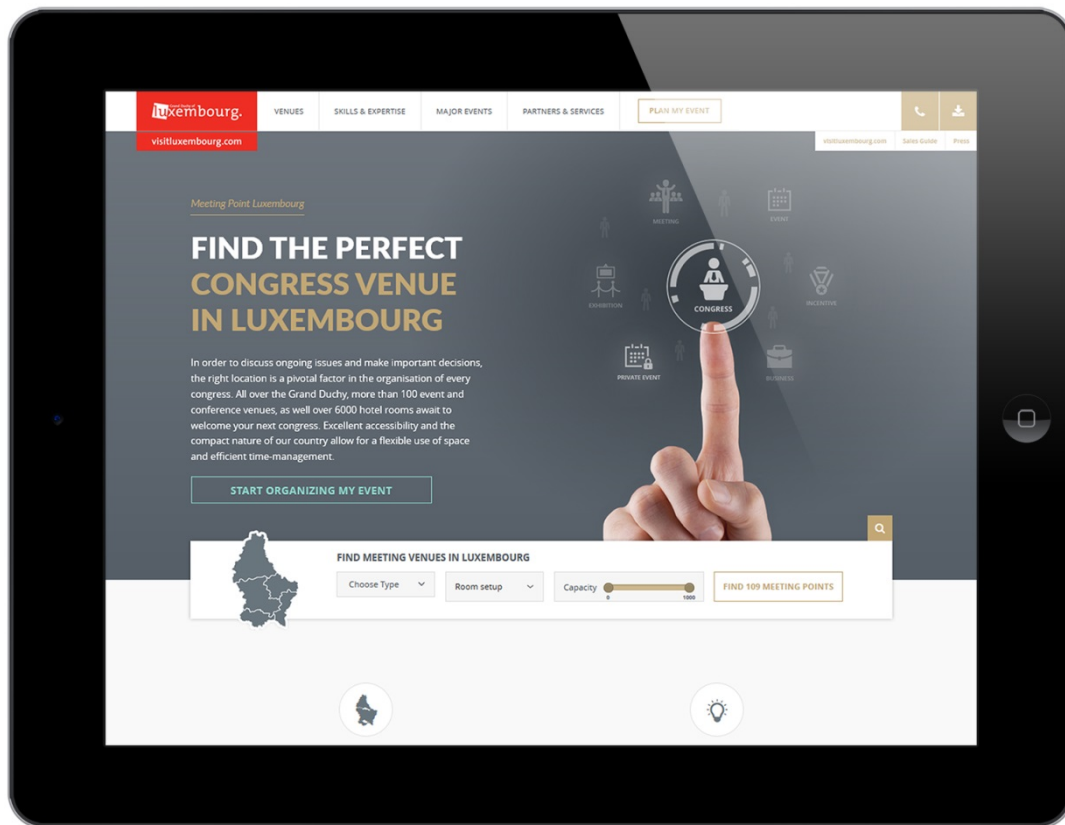 Grand Duchy of
luxembourg.
VENUES
SKILLS & EXPERTISE
MAJOR EVENTS
PARTNERS & SERVICES
PLAN MY EVENT
visitluxembourg.com
visitluxembourg.com
Sales Guide
Press
Meeting Point Luxembourg
FIND THE PERFECT
CONGRESS VENUE
IN LUXEMBOURG
In order to discuss ongoing issues and make important decisions,
the right location is a pivotal factor in the organisation of every
congress. All over the Grand Duchy, more than 100 event and
conference venues, as well over 6000 hotel rooms await to
welcome your next congress. Excellent accessibility and the
compact nature of our country allow for a flexible use of space
and efficient time-management.
START ORGANIZING MY EVENT
MEETING
EVENT
EXHIBITION
CONGRESS
INCENTIVE
PRIVATE EVENT
BUSINESS
FIND MEETING VENUES IN LUXEMBOURG
Choose Type
Room setup
Capacity
0
1000
FIND 109 MEETING POINTS